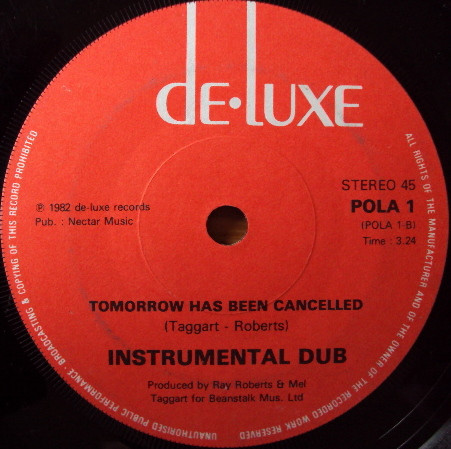 de·luxe
STEREO 45
POLA 1
(POLA 1 B)
Time : 3.24
℗ 1982 de-luxe records
Pub. : Nectar Music
TOMORROW HAS BEEN CANCELLED
(Taggart - Roberts)
INSTRUMENTAL DUB
Produced by Ray Roberts & Mel
Taggart for Beanstalk Mus. Ltd
ALL RIGHTS OF THE MANUFACTURER AND OF THE OWNER OF THE RECORDED WORK RESERVED
UNAUTHORISED PUBLIC PERFORMANCE · BROADCASTING & COPYING OF THIS RECORD PROHIBITED